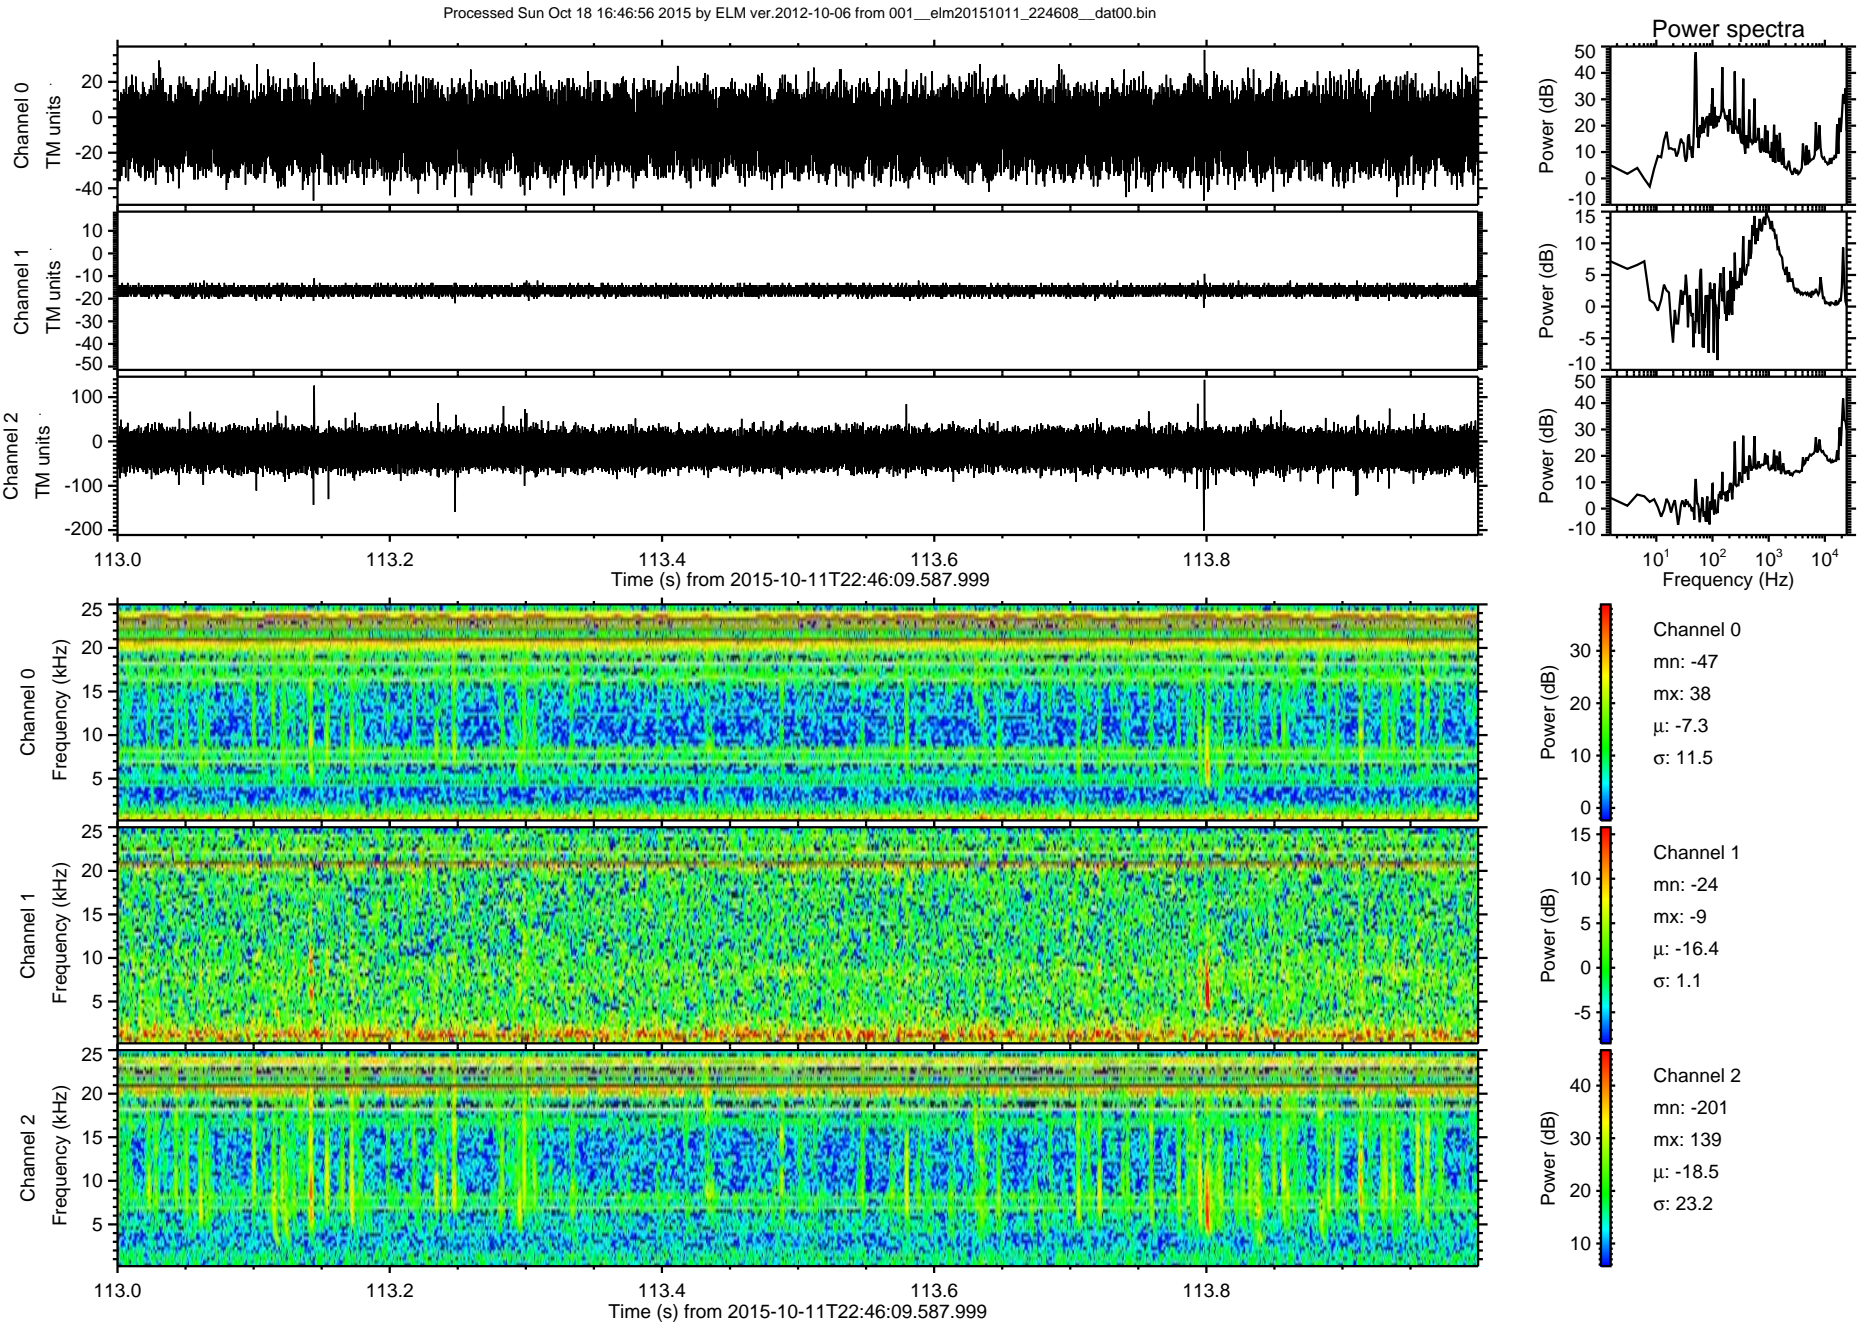 Processed Sun Oct 18 16:46:56 2015 by ELM ver.2012-10-06 from 001__elm20151011_224608__dat00.bin
Power spectra
Channel 0
TM units
20
0
-20
-40
Power (dB)
50
40
30
20
10
0
-10
Channel 1
TM units
10
0
-10
-20
-30
-40
-50
Power (dB)
15
10
5
0
-5
-10
Channel 2
TM units
100
0
-100
-200
Power (dB)
50
40
30
20
10
0
-10
113.0 113.2 113.4 113.6 113.8
Time (s) from 2015-10-11T22:46:09.587.999
10^1 10^2 10^3 10^4
Frequency (Hz)
Channel 0
Frequency (kHz)
25
20
15
10
5
Power (dB)
30
20
10
0
Channel 0
mn: -47
mx: 38
μ: -7.3
σ: 11.5
Channel 1
Frequency (kHz)
25
20
15
10
5
Power (dB)
15
10
5
0
-5
Channel 1
mn: -24
mx: -9
μ: -16.4
σ: 1.1
Channel 2
Frequency (kHz)
25
20
15
10
5
Power (dB)
40
30
20
10
Channel 2
mn: -201
mx: 139
μ: -18.5
σ: 23.2
113.0 113.2 113.4 113.6 113.8
Time (s) from 2015-10-11T22:46:09.587.999